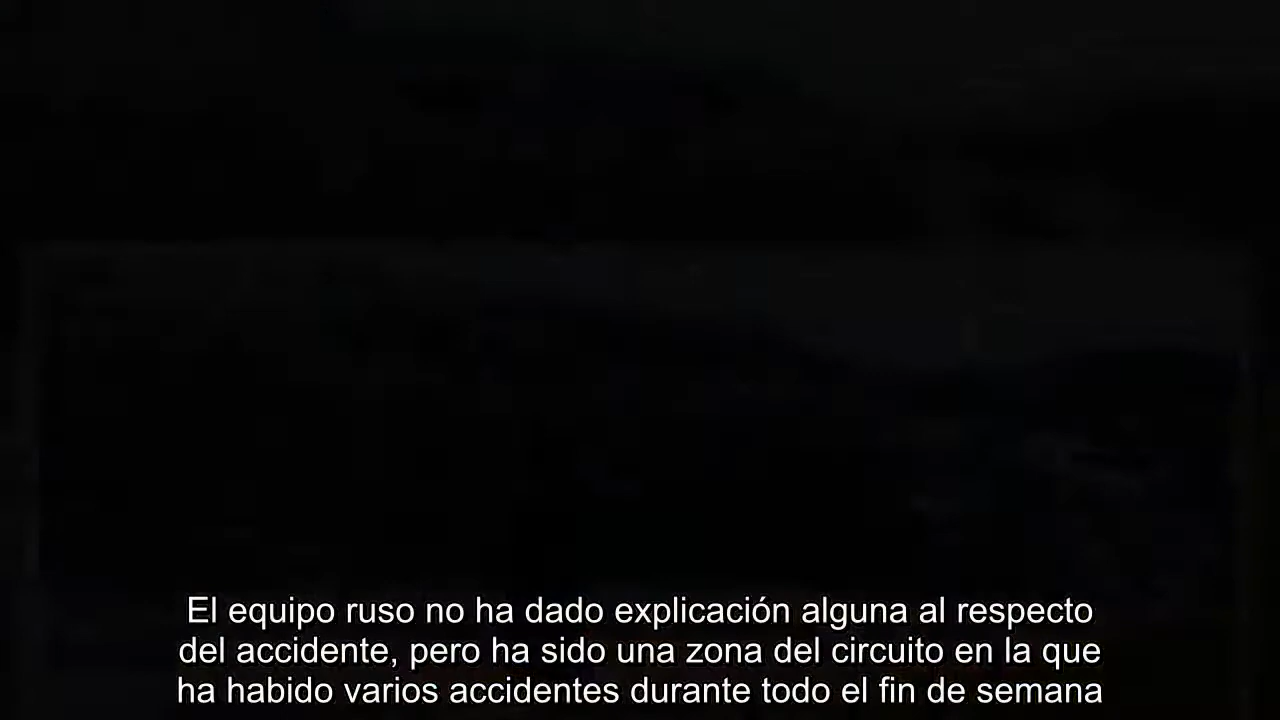 El equipo ruso no ha dado explicación alguna al respecto
del accidente, pero ha sido una zona del circuito en la que
ha habido varios accidentes durante todo el fin de semana